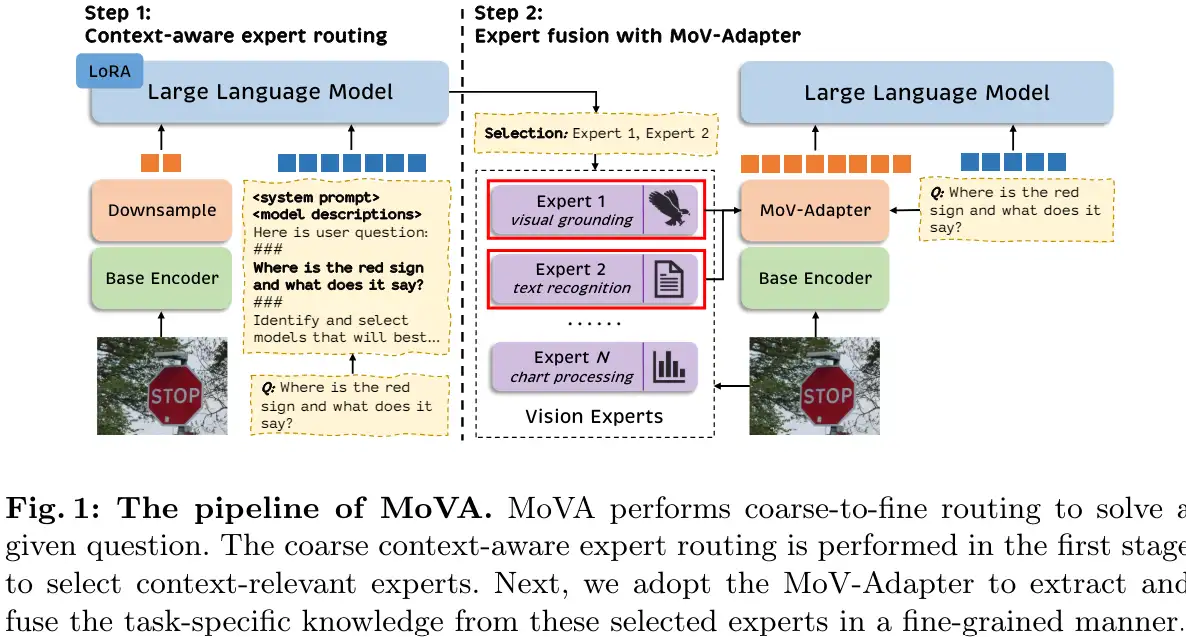 Step 1:
Context-aware expert routing
LoRA
Large Language Model
Downsample
Base Encoder
<system prompt>
<model descriptions>
Here is user question:
###
Where is the red sign
and what does it say?
###
Identify and select
models that will best...
STOP
Q: Where is the red
sign and what does it
say?
Step 2:
Expert fusion with MoV-Adapter
Selection: Expert 1, Expert 2
Expert 1
visual grounding
Expert 2
text recognition
......
Expert N
chart processing
Vision Experts
Large Language Model
MoV-Adapter
Base Encoder
Q: Where is the red
sign and what does it
say?
STOP
Fig. 1: The pipeline of MoVA. MoVA performs coarse-to-fine routing to solve a
given question. The coarse context-aware expert routing is performed in the first stage
to select context-relevant experts. Next, we adopt the MoV-Adapter to extract and
fuse the task-specific knowledge from these selected experts in a fine-grained manner.